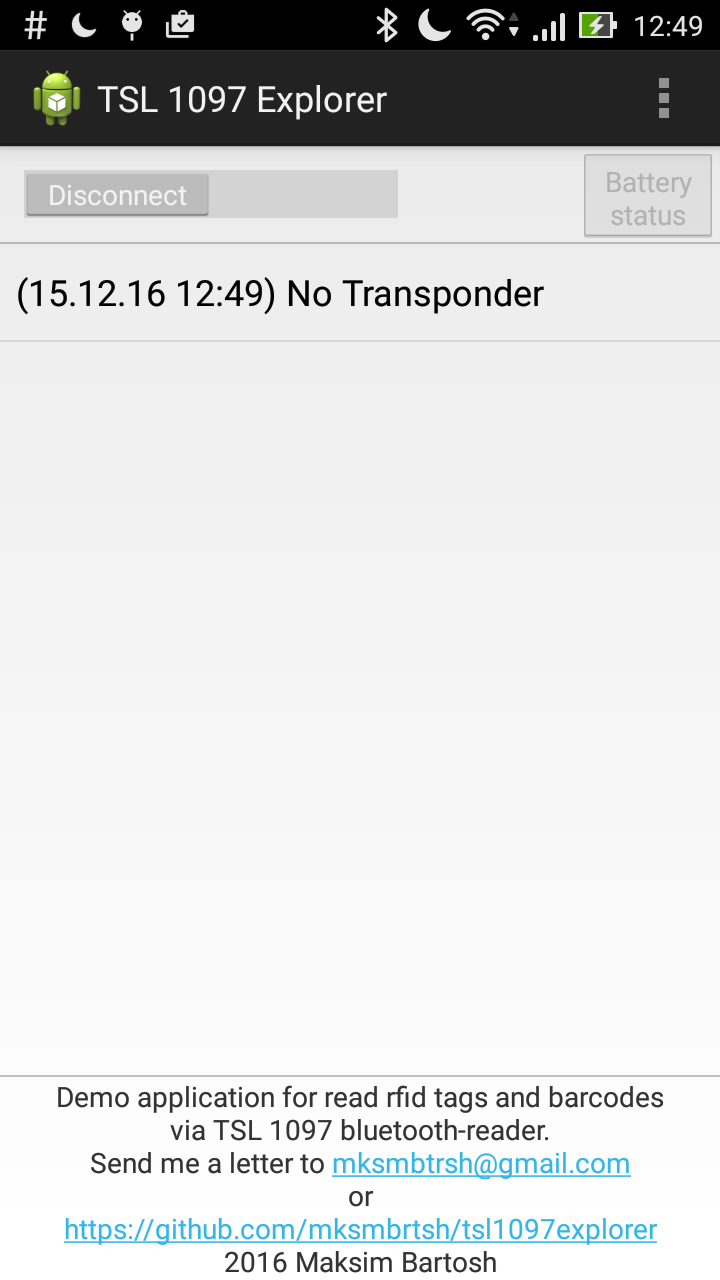 12:49
TSL 1097 Explorer
Disconnect
Battery
status
(15.12.16 12:49) No Transponder
Demo application for read rfid tags and barcodes
via TSL 1097 bluetooth-reader.
Send me a letter to mksmbtrsh@gmail.com
or
https://github.com/mksmbrtsh/tsl1097explorer
2016 Maksim Bartosh